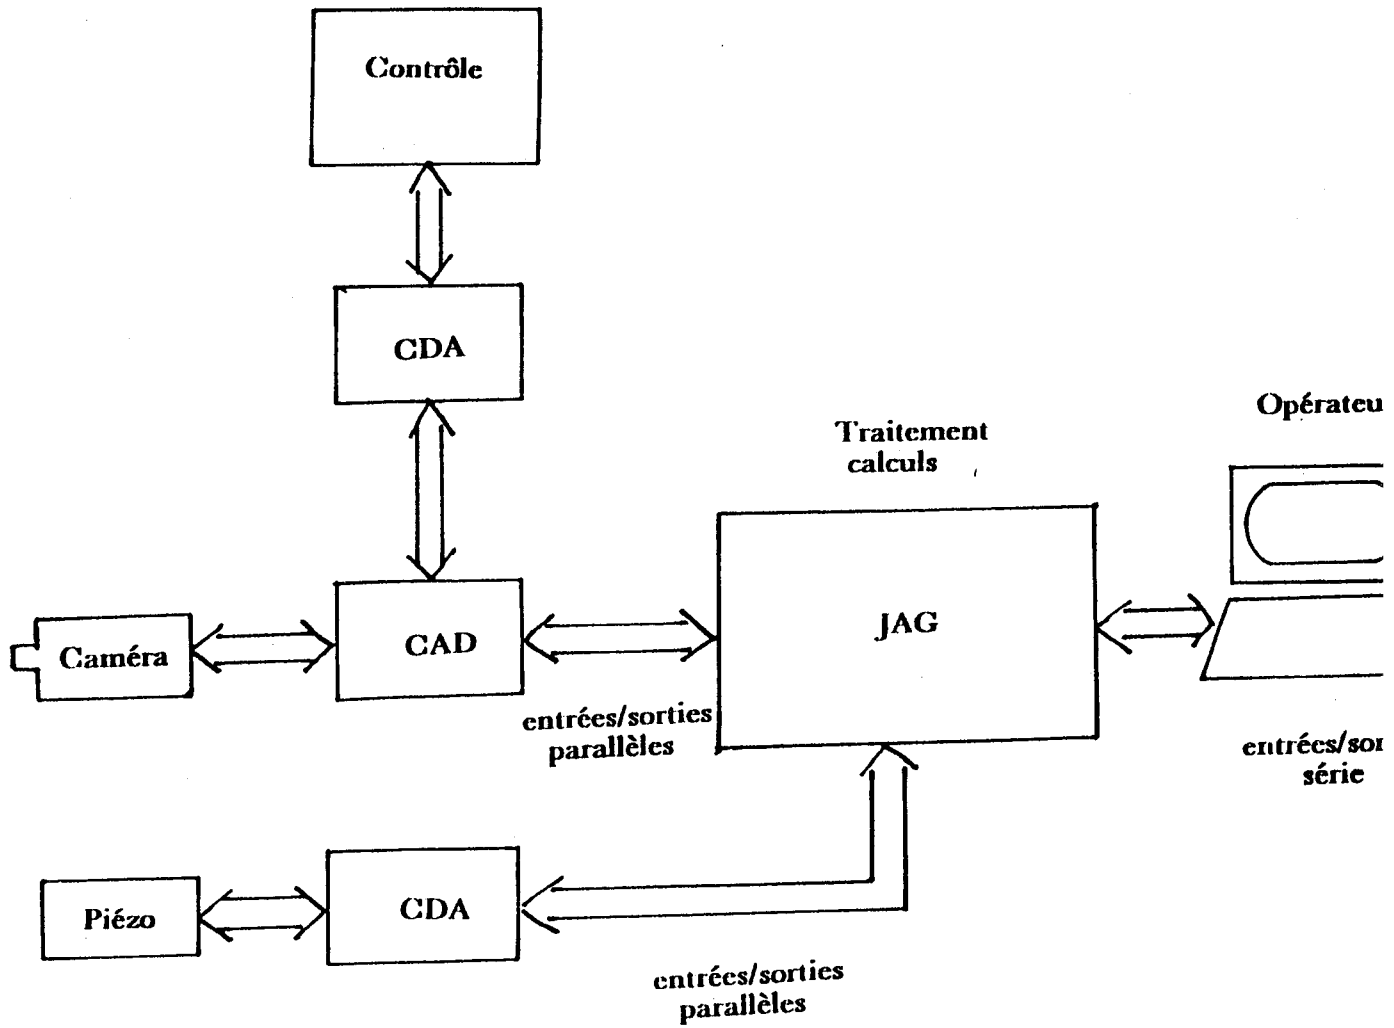 Contrôle
CDA
Opérateu
Traitement
calculs
JAG
CAD
Caméra
entrées/sorties
parallèles
entrées/sor
série
CDA
Piézo
entrées/sorties
parallèles